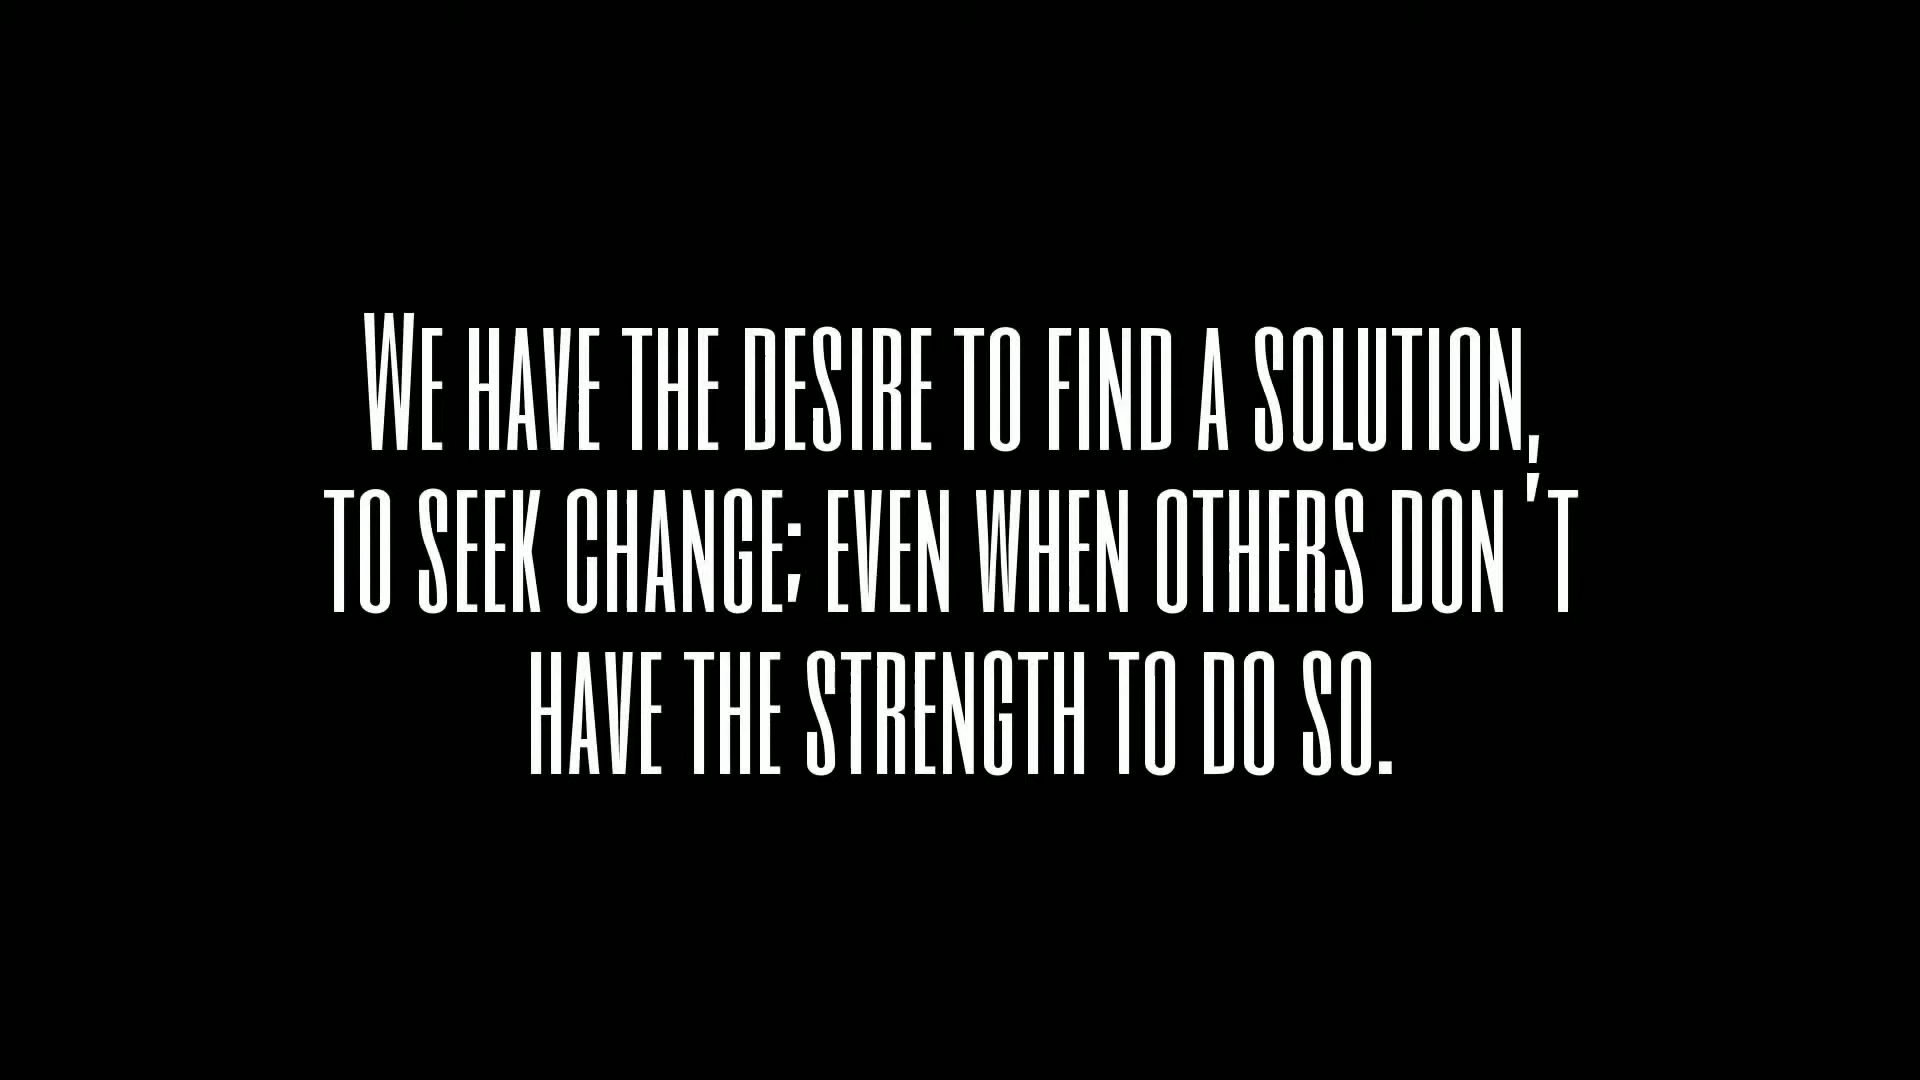 We have the desire to find a solution,
to seek change; even when others don't
have the strength to do so.